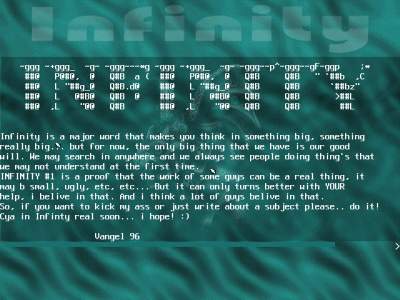 Infinity
INFINITY
Infinity is a major word that makes you think in something big, something
really big.. but for now, the only big thing that we have is our good
will. We may search in anywhere and we always see people doing thing's that
we may not understand at the first time.
INFINITY #1 is a proof that the work of some guys can be a real thing, it
may b small, ugly, etc, etc... But it can only turns better with YOUR
help, i belive in that. And i think a lot of guys belive in that.
So, if you want to kick my ass or just write about a subject please.. do it!
Cya in Infinty real soon... i hope! :)
Vangel 96